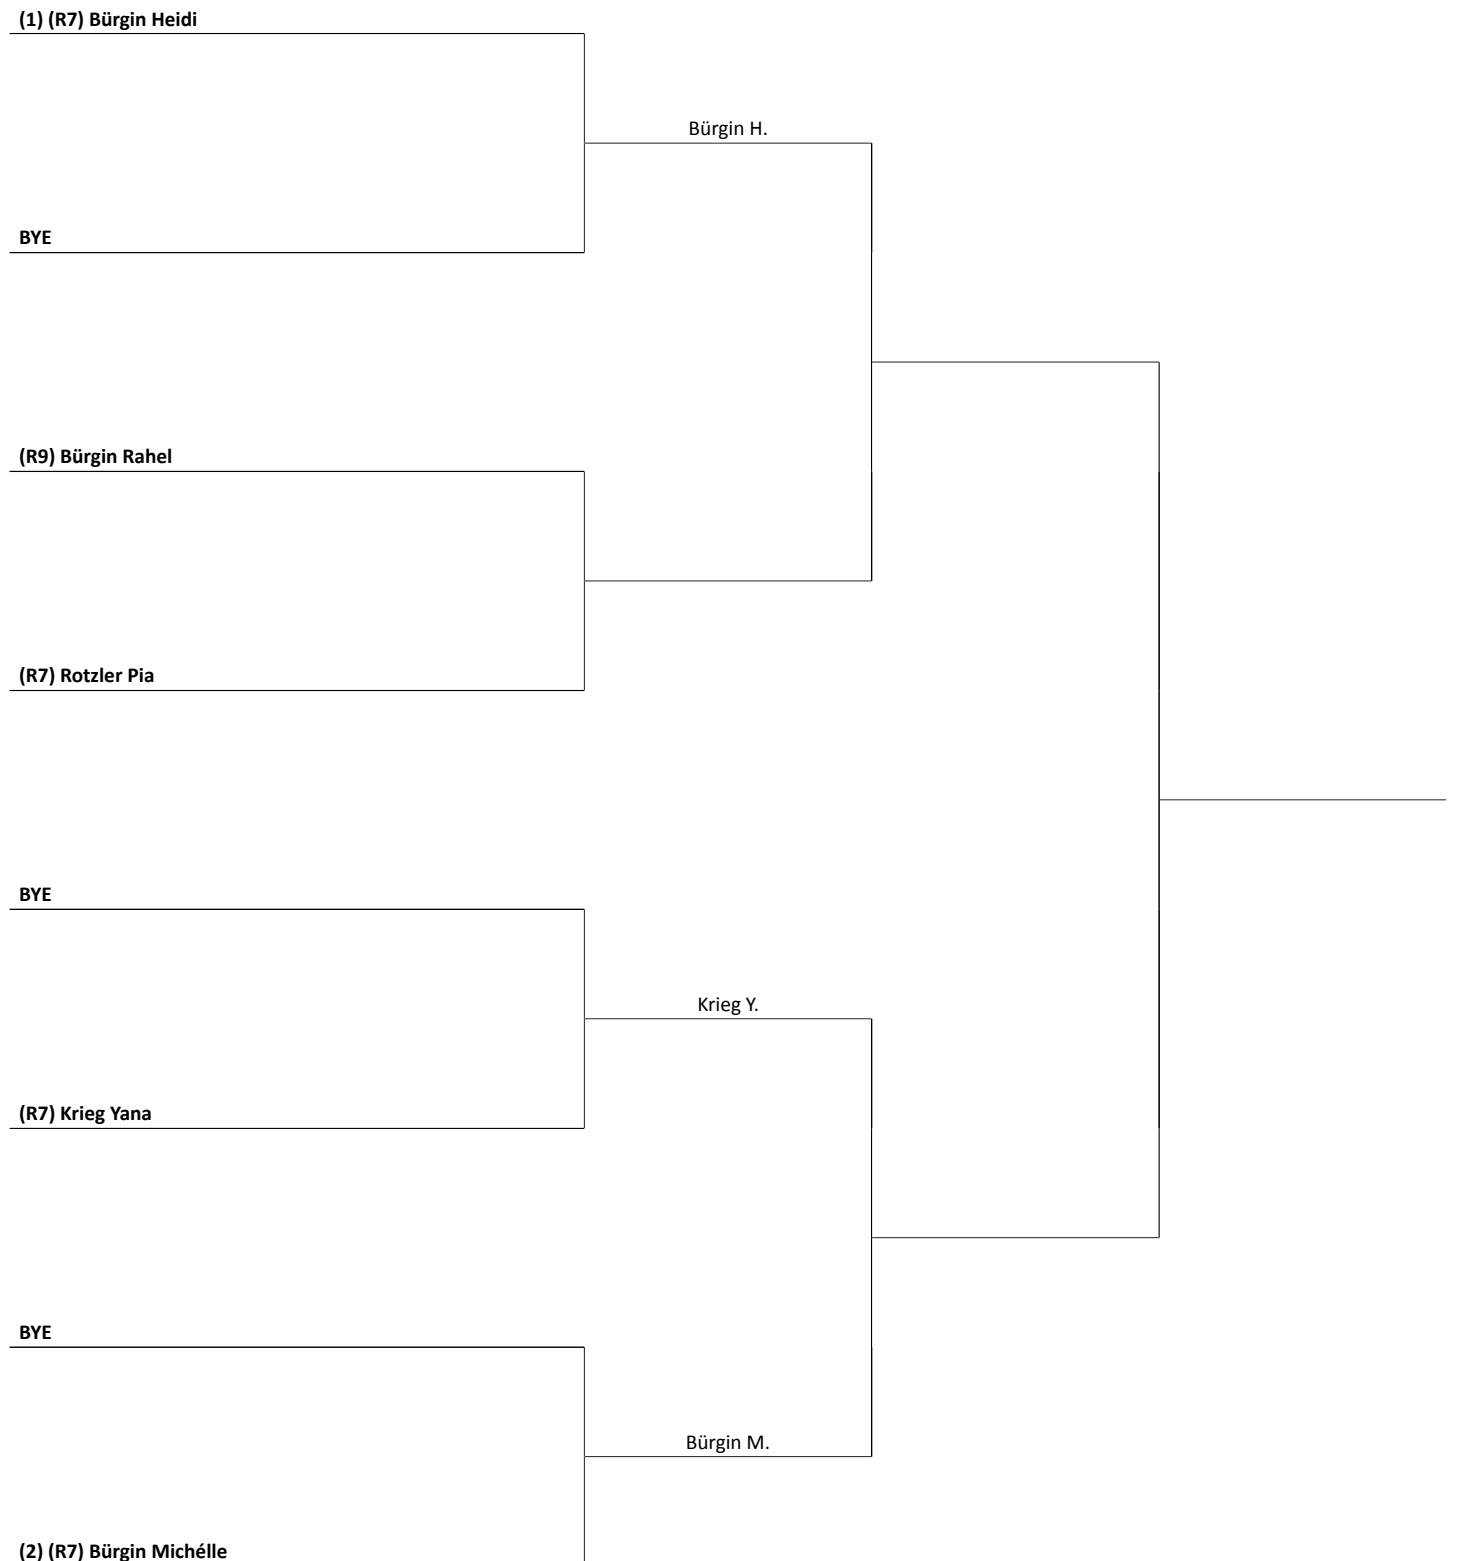 (1) (R7) Bürgin Heidi
Bürgin H.
BYE
(R9) Bürgin Rahel
(R7) Rotzler Pia
BYE
Krieg Y.
(R7) Krieg Yana
BYE
Bürgin M.
(2) (R7) Bürgin Michélle